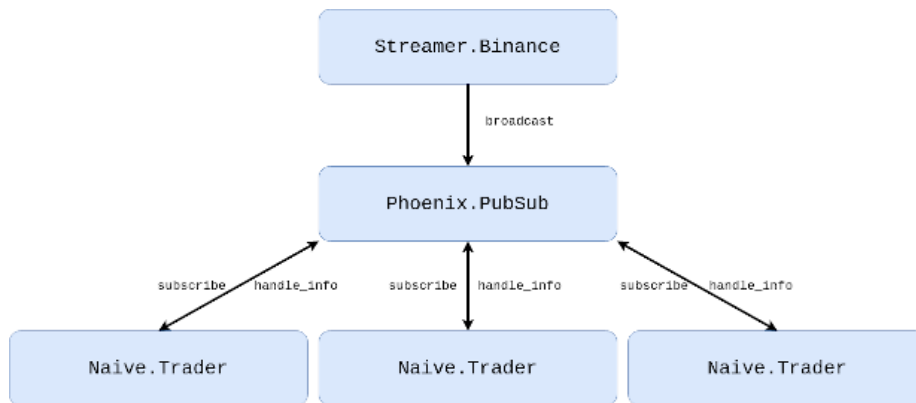 Streamer.Binance
broadcast
Phoenix.PubSub
subscribe handle_info subscribe handle_info subscribe handle_info
Naive.Trader Naive.Trader Naive.Trader